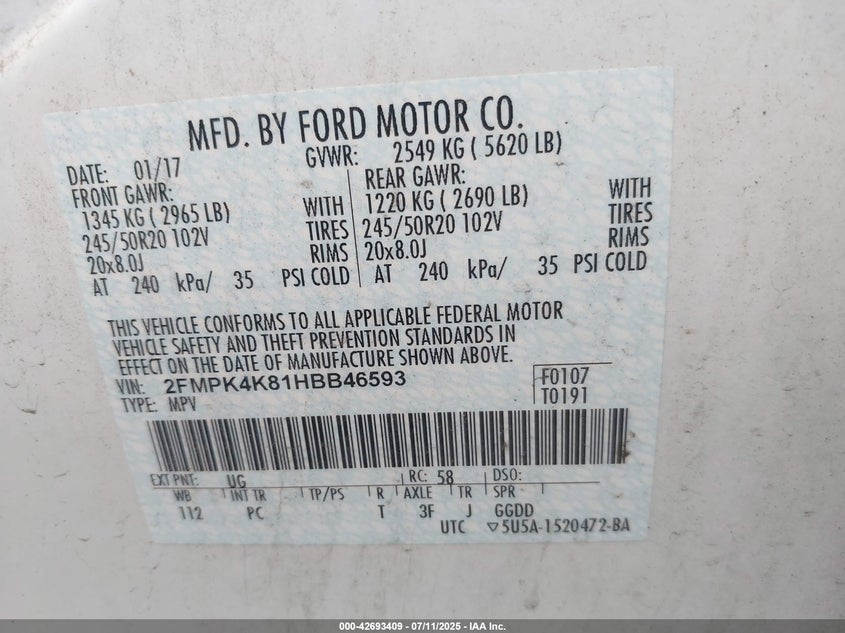 MFD. BY FORD MOTOR CO.
DATE: 01/17
GVWR: 2549 KG ( 5620 LB)
FRONT GAWR:
1345 KG ( 2965 LB) WITH
245/50R20 102V TIRES
20x8.0J RIMS
AT 240 kPa/ 35 PSI COLD
REAR GAWR:
1220 KG ( 2690 LB) WITH
245/50R20 102V TIRES
20x8.0J RIMS
AT 240 kPa/ 35 PSI COLD
THIS VEHICLE CONFORMS TO ALL APPLICABLE FEDERAL MOTOR
VEHICLE SAFETY AND THEFT PREVENTION STANDARDS IN
EFFECT ON THE DATE OF MANUFACTURE SHOWN ABOVE.
VIN: 2FMPK4K81HBB46593
TYPE: MPV
F0107
T0191
EXT PNT: UG RC: 58 DSO:
WB INT TR TP/PS R AXLE TR SPR
112 PC T 3F J GGDD
UTC ▽5U5A-1520472-BA
000-42693409 - 07/11/2025 - IAA Inc.